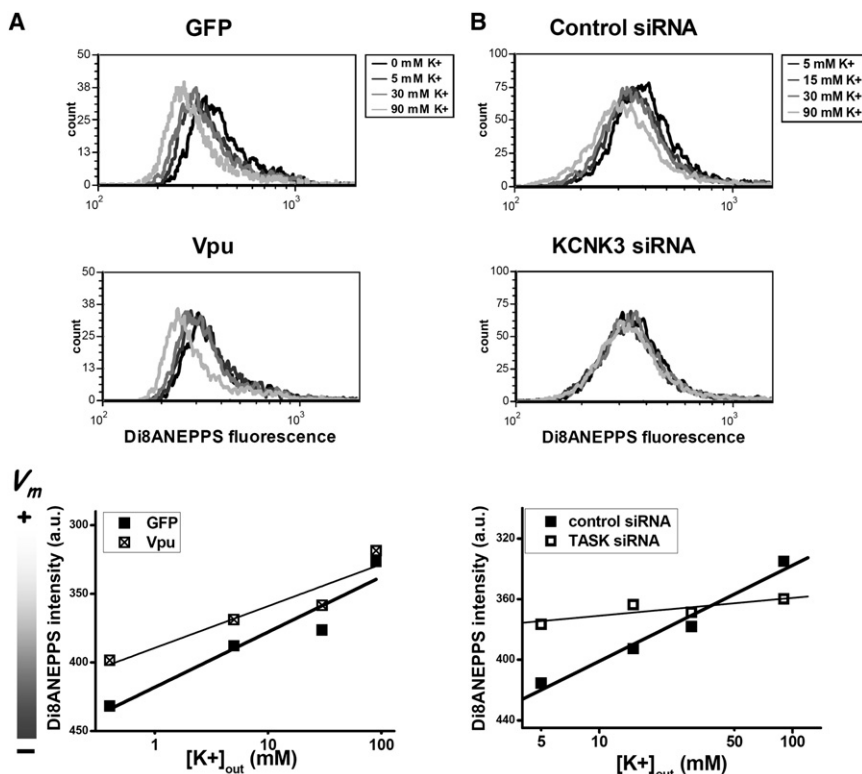 A
GFP
50
38
25
13
0
count
10²
10³
0 mM K+
5 mM K+
30 mM K+
90 mM K+
Vpu
50
38
25
13
0
count
10²
10³
Di8ANEPPS fluorescence
B
Control siRNA
100
75
50
25
0
count
10²
10³
5 mM K+
15 mM K+
30 mM K+
90 mM K+
KCNK3 siRNA
100
75
50
25
0
count
10²
10³
Di8ANEPPS fluorescence
Vm
+
−
Di8ANEPPS intensity (a.u.)
300
350
400
450
GFP
Vpu
1
10
100
[K+]out (mM)
Di8ANEPPS intensity (a.u.)
320
360
400
440
control siRNA
TASK siRNA
5
10
50
100
[K+]out (mM)